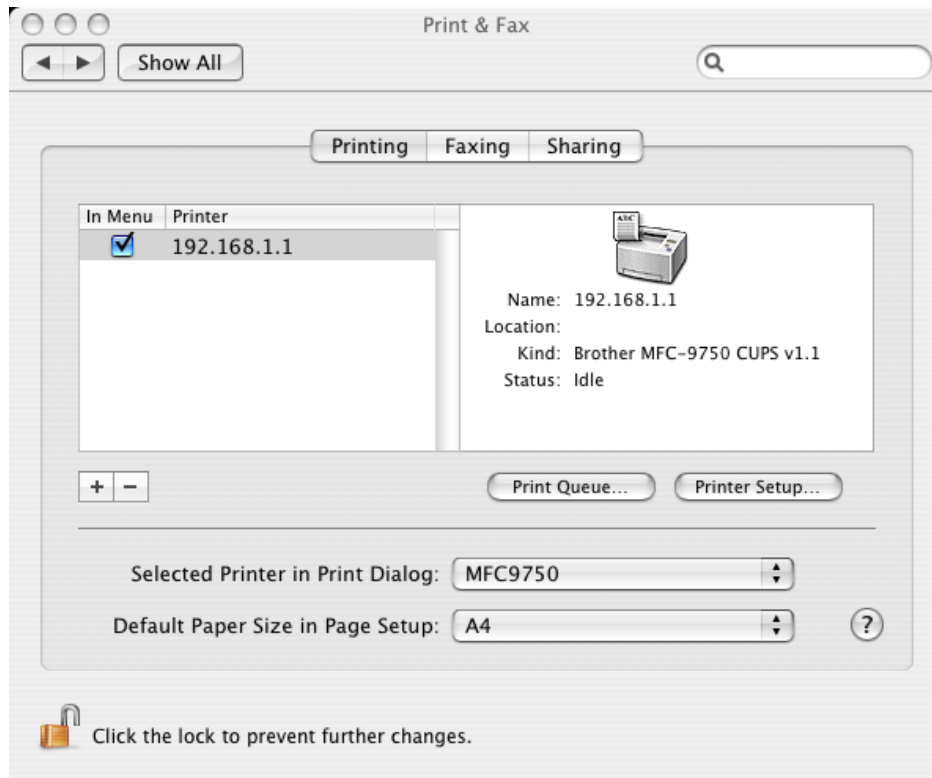 Print & Fax
Show All
Printing Faxing Sharing
In Menu Printer
192.168.1.1
ABC
Name: 192.168.1.1
Location:
Kind: Brother MFC-9750 CUPS v1.1
Status: Idle
+ −
Print Queue... Printer Setup...
Selected Printer in Print Dialog: MFC9750
Default Paper Size in Page Setup: A4 ?
Click the lock to prevent further changes.